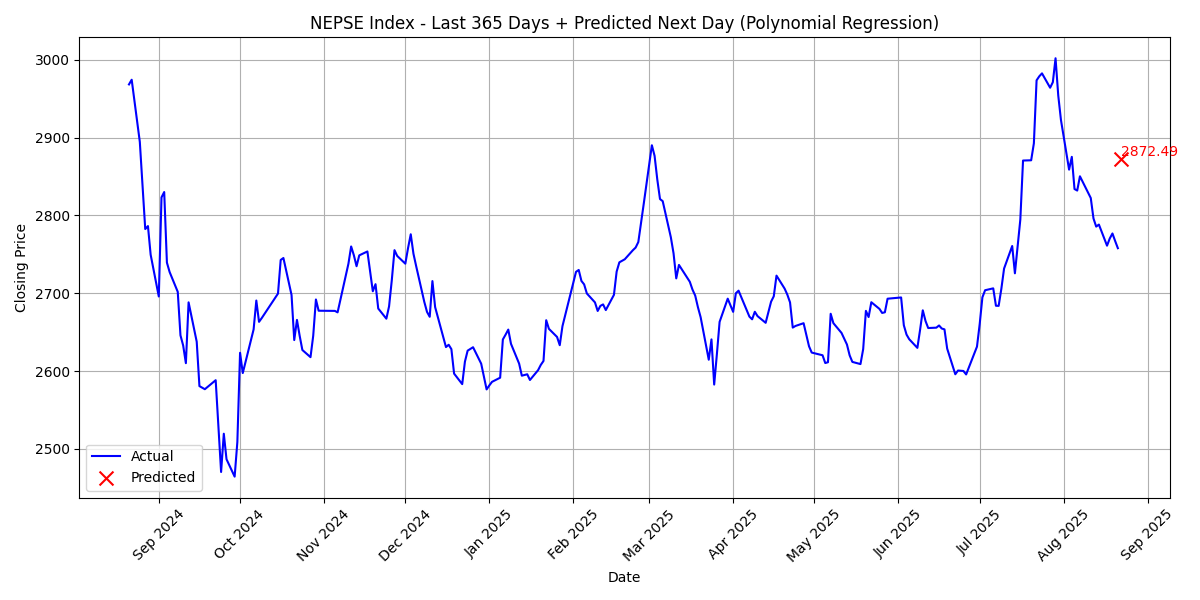 NEPSE Index - Last 365 Days + Predicted Next Day (Polynomial Regression)
3000
2900
2800
2700
2600
2500
Closing Price
2872.49
Actual
Predicted
Sep 2024
Oct 2024
Nov 2024
Dec 2024
Jan 2025
Feb 2025
Mar 2025
Apr 2025
May 2025
Jun 2025
Jul 2025
Aug 2025
Sep 2025
Date